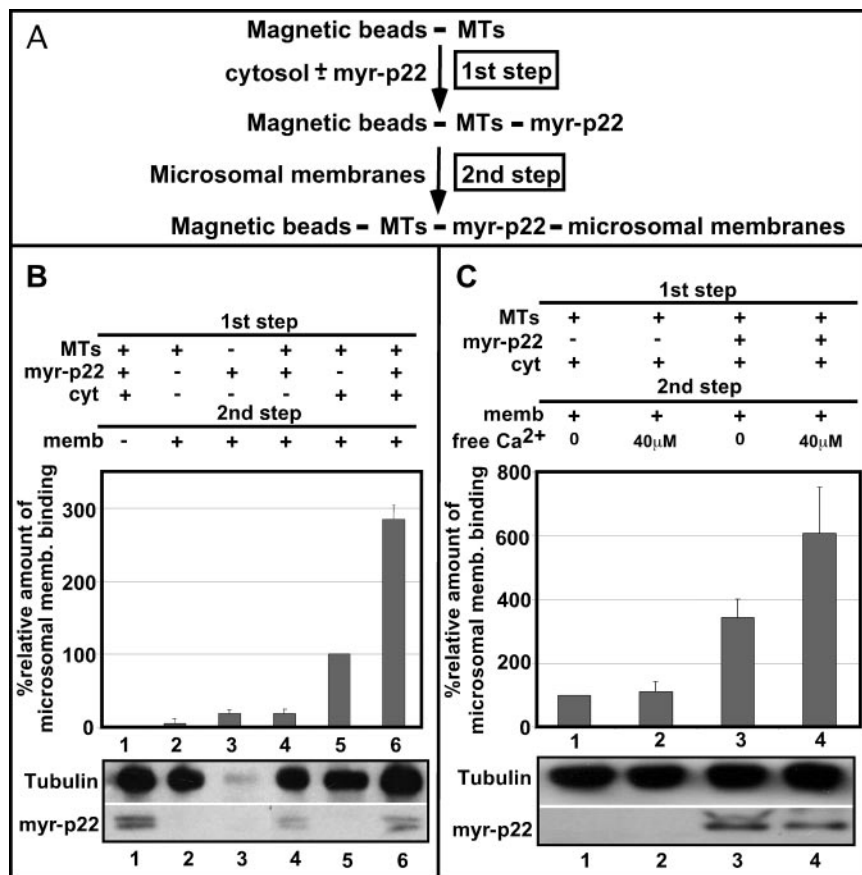 A
Magnetic beads - MTs
cytosol ± myr-p22 1st step
Magnetic beads - MTs - myr-p22
Microsomal membranes 2nd step
Magnetic beads - MTs - myr-p22 - microsomal membranes
B
1st step
MTs + + - + + +
myr-p22 + - + + - +
cyt + - - - + +
2nd step
memb - + + + + +
%relative amount of
microsomal memb. binding
300
200
100
0
1 2 3 4 5 6
Tubulin
myr-p22
1 2 3 4 5 6
C
1st step
MTs + + + +
myr-p22 - - + +
cyt + + + +
2nd step
memb + + + +
free Ca2+ 0 40µM 0 40µM
%relative amount of
microsomal memb. binding
800
600
400
200
0
1 2 3 4
Tubulin
myr-p22
1 2 3 4